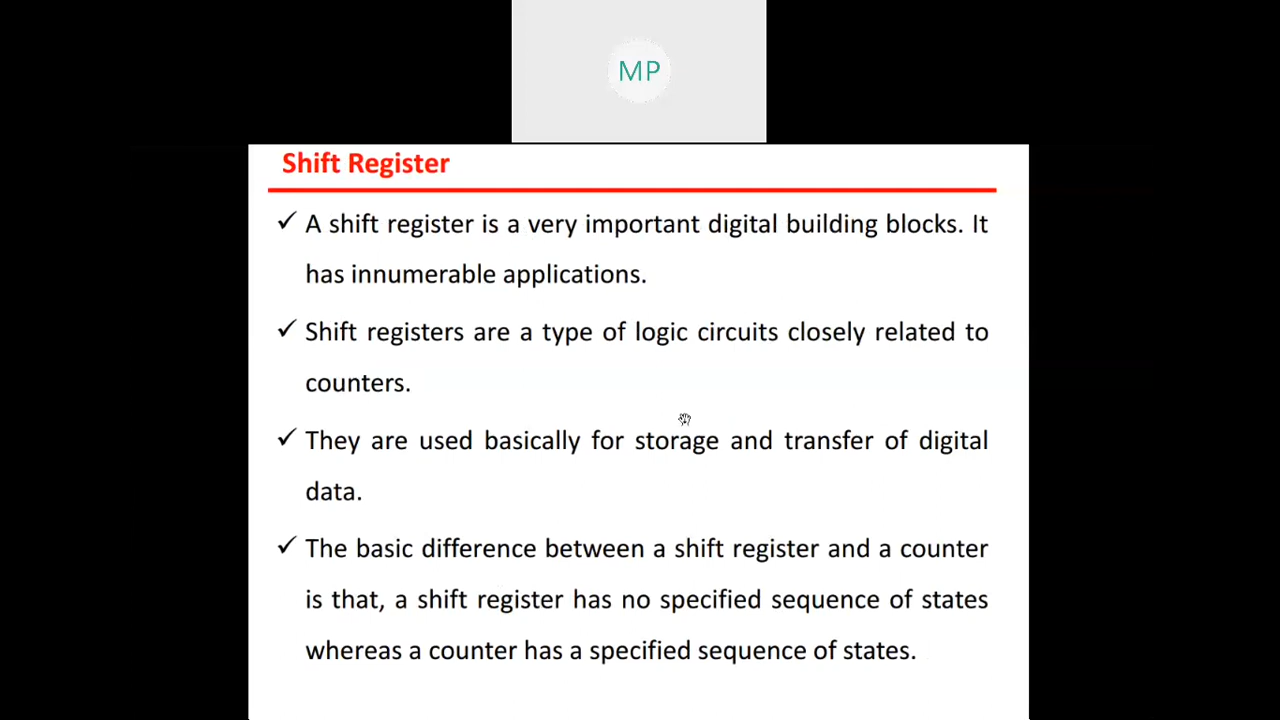 MP
Shift Register
✓ A shift register is a very important digital building blocks. It
has innumerable applications.
✓ Shift registers are a type of logic circuits closely related to
counters.
✓ They are used basically for storage and transfer of digital
data.
✓ The basic difference between a shift register and a counter
is that, a shift register has no specified sequence of states
whereas a counter has a specified sequence of states.